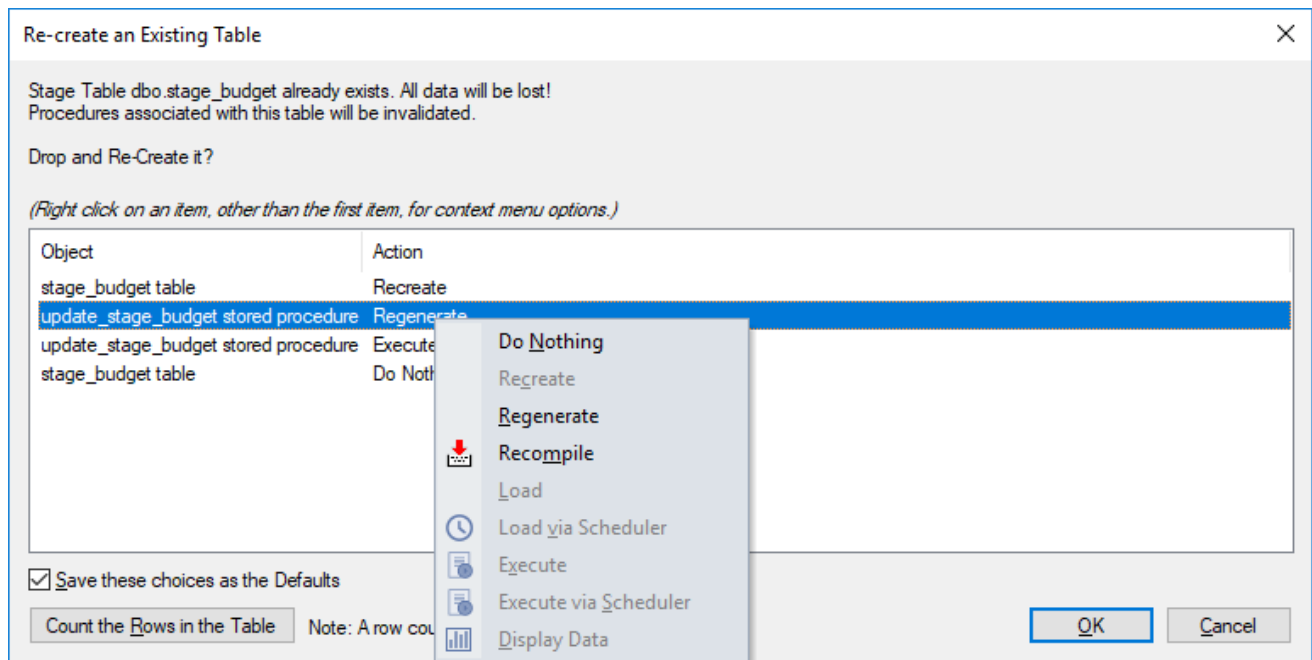 Re-create an Existing Table
Stage Table dbo.stage_budget already exists. All data will be lost!
Procedures associated with this table will be invalidated.
Drop and Re-Create it?
(Right click on an item, other than the first item, for context menu options.)
Object Action
stage_budget table Recreate
update_stage_budget stored procedure Regenerate
update_stage_budget stored procedure Execute
stage_budget table Do
Do Nothing
Recreate
Regenerate
Recompile
Load
Load via Scheduler
Execute
Execute via Scheduler
Display Data
Save these choices as the Defaults
Count the Rows in the Table Note: A row
OK Cancel